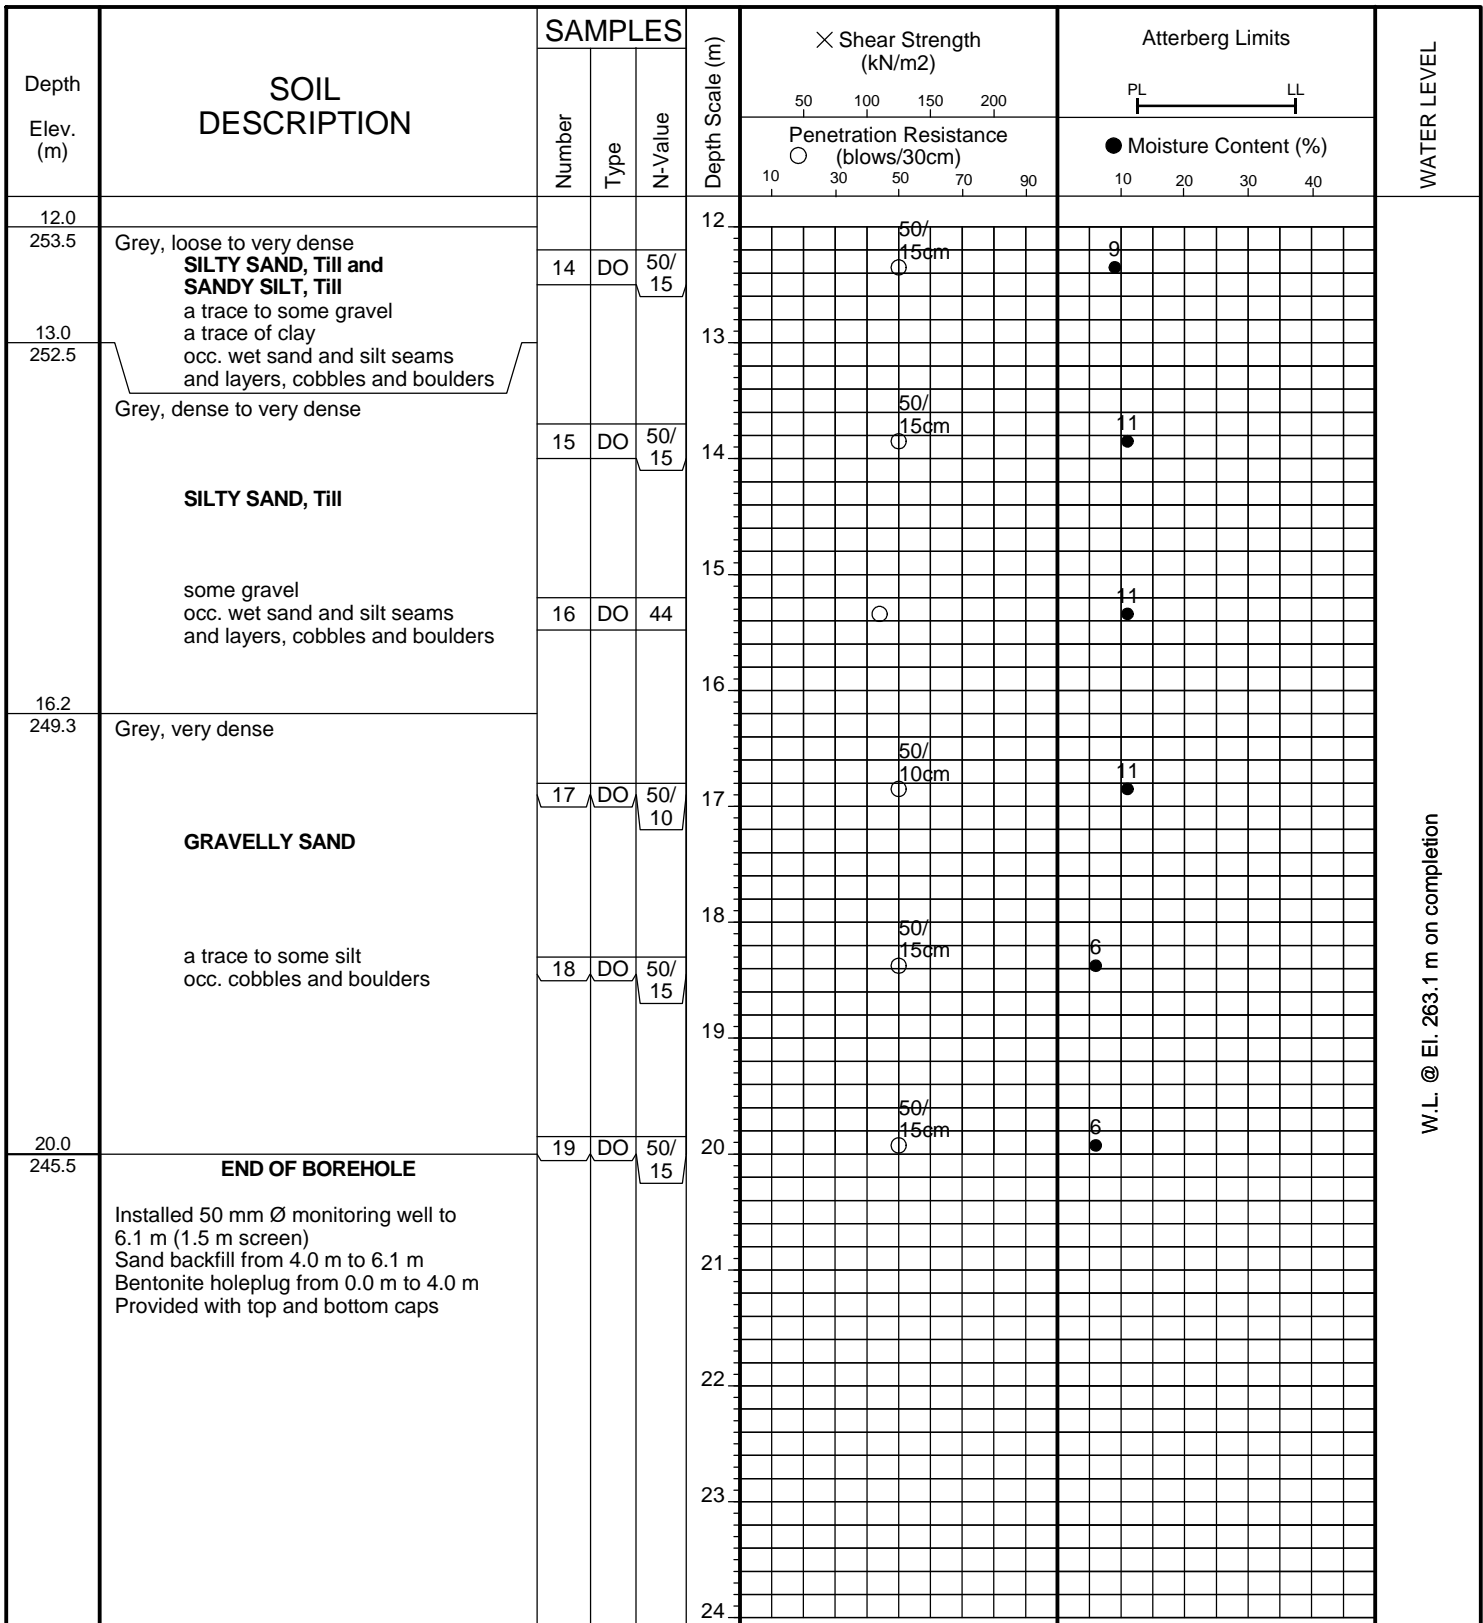 Depth
Elev.
(m)
SOIL
DESCRIPTION
SAMPLES
Number
Type
N-Value
Depth Scale (m)
× Shear Strength
(kN/m2)
50 100 150 200
Penetration Resistance
(blows/30cm)
10 30 50 70 90
Atterberg Limits
PL LL
Moisture Content (%)
10 20 30 40
WATER LEVEL
12.0
253.5
Grey, loose to very dense
SILTY SAND, Till and
SANDY SILT, Till
a trace to some gravel
a trace of clay
occ. wet sand and silt seams
and layers, cobbles and boulders
14 DO 50/
15
12
50/
15cm
9
13.0
252.5
13
Grey, dense to very dense
SILTY SAND, Till
some gravel
occ. wet sand and silt seams
and layers, cobbles and boulders
15 DO 50/
15
50/
15cm
11
14
15
16 DO 44
11
16
16.2
249.3
Grey, very dense
GRAVELLY SAND
a trace to some silt
occ. cobbles and boulders
17 DO 50/
10
50/
10cm
11
17
18
18 DO 50/
15
50/
15cm
6
19
19 DO 50/
15
50/
15cm
6
20
20.0
245.5
END OF BOREHOLE
Installed 50 mm Ø monitoring well to
6.1 m (1.5 m screen)
Sand backfill from 4.0 m to 6.1 m
Bentonite holeplug from 0.0 m to 4.0 m
Provided with top and bottom caps
21
22
23
24
W.L. @ El. 263.1 m on completion